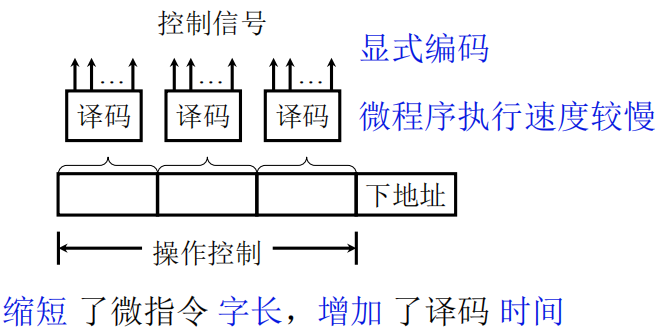 控制信号
显式编码
… … …
译码 译码 译码
微程序执行速度较慢
下地址
操作控制
缩短 了微指令 字长，增加 了译码 时间